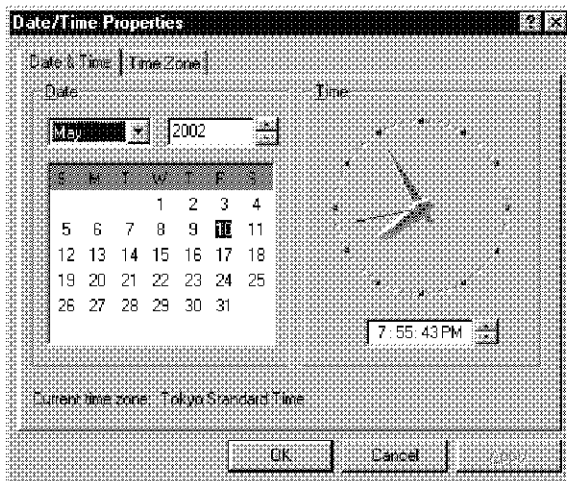 Date/Time Properties
Date & Time Time Zone
Date
Time
May 2002
S M T W T F S
1 2 3 4
5 6 7 8 9 10 11
12 13 14 15 16 17 18
19 20 21 22 23 24 25
26 27 28 29 30 31
7:55:43 PM
Current time zone: Tokyo Standard Time
OK Cancel Apply